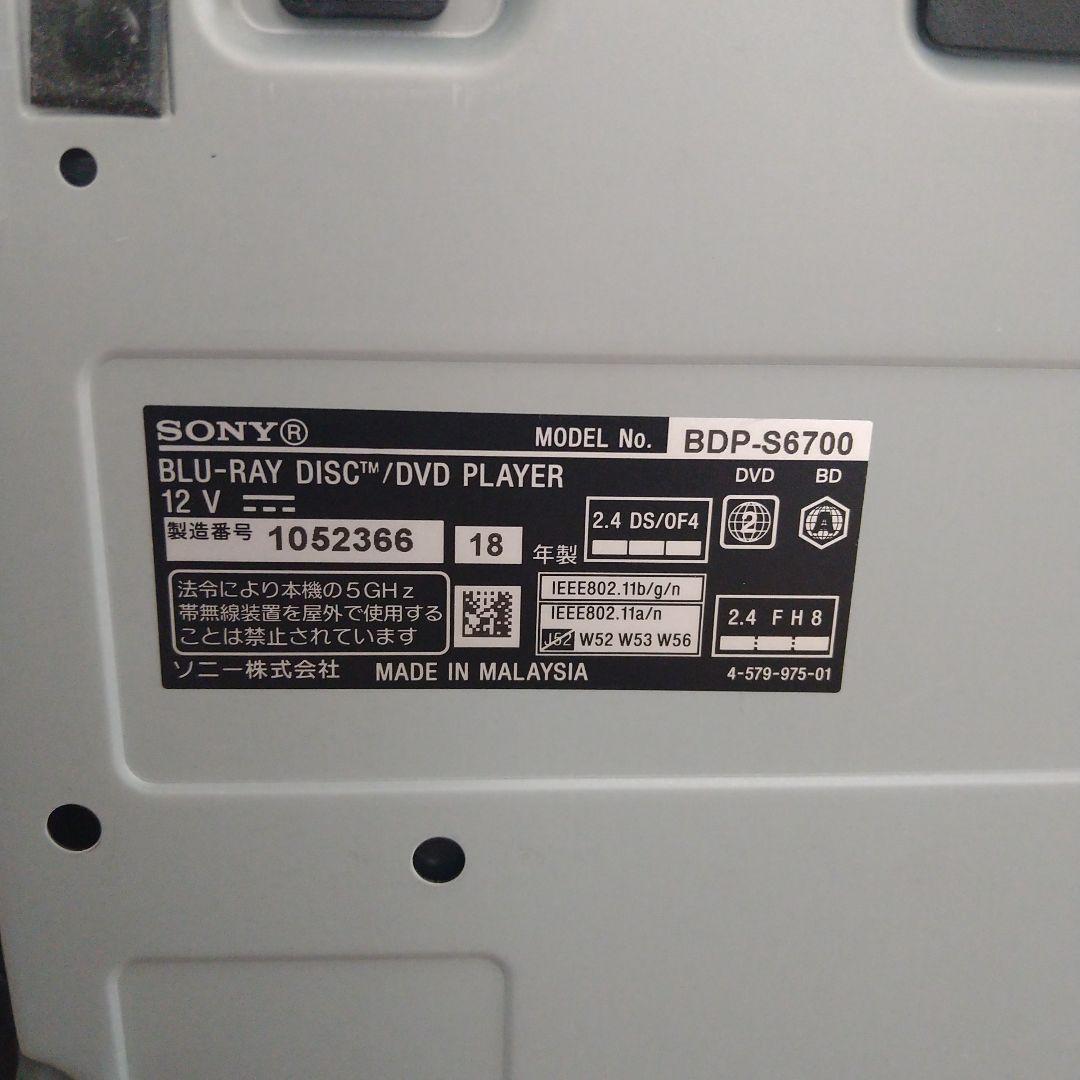 SONY®
MODEL No. BDP-S6700
BLU-RAY DISC™/DVD PLAYER
DVD BD
12 V
2 A
製造番号 1052366 18 年製
2.4 DS/OF4
法令により本機の5GHz
帯無線装置を屋外で使用する
ことは禁止されています
IEEE802.11b/g/n
IEEE802.11a/n
J52 W52 W53 W56
2.4 FH8
ソニー株式会社 MADE IN MALAYSIA 4-579-975-01